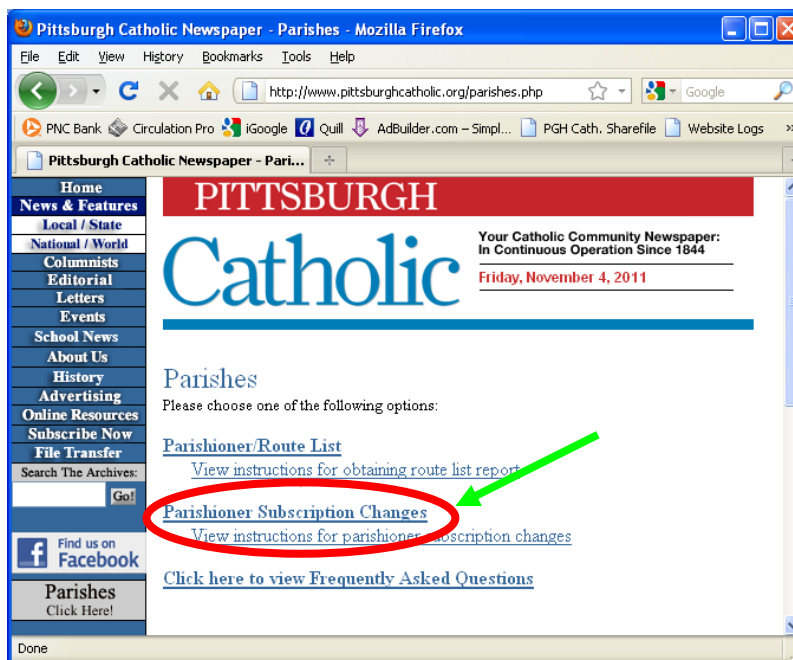 Pittsburgh Catholic Newspaper - Parishes - Mozilla Firefox
File Edit View History Bookmarks Tools Help
http://www.pittsburghcatholic.org/parishes.php
Google
PNC Bank Circulation Pro iGoogle Quill AdBuilder.com – Simpl... PGH Cath. Sharefile Website Logs »
Pittsburgh Catholic Newspaper - Pari...
Home
News & Features
Local / State
National / World
Columnists
Editorial
Letters
Events
School News
About Us
History
Advertising
Online Resources
Subscribe Now
File Transfer
Search The Archives:
Go!
Find us on
Facebook
Parishes
Click Here!
PITTSBURGH
Catholic
Your Catholic Community Newspaper:
In Continuous Operation Since 1844
Friday, November 4, 2011
Parishes
Please choose one of the following options:
Parishioner/Route List
View instructions for obtaining route list report
Parishioner Subscription Changes
View instructions for parishioner subscription changes
Click here to view Frequently Asked Questions
Done